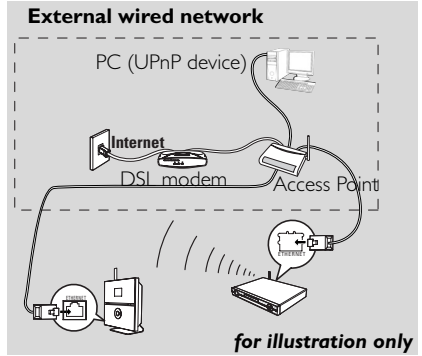 External wired network
PC (UPnP device)
Internet
DSL modem
Access Point
ETHERNET
ETHERNET
for illustration only